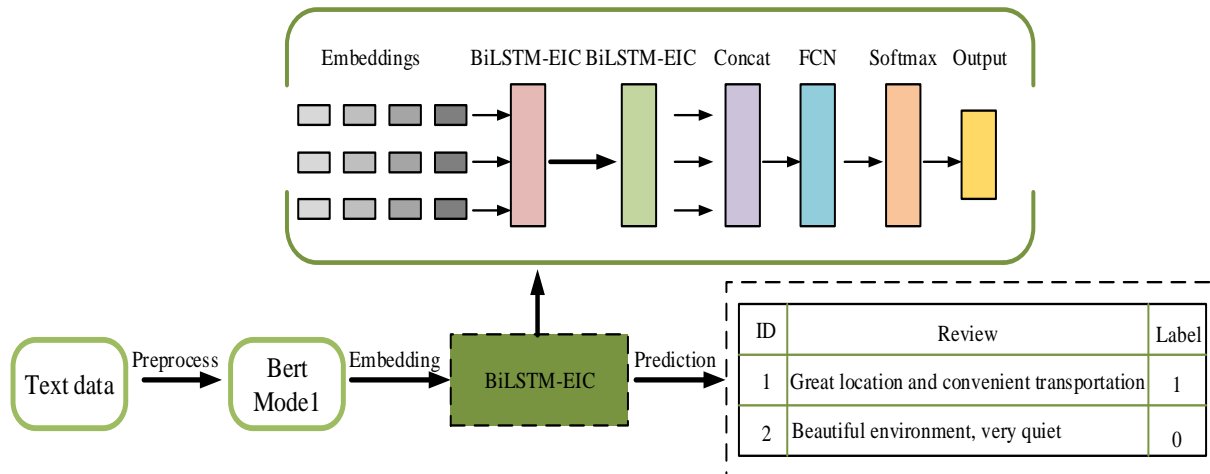 Embeddings BiLSTM-EIC BiLSTM-EIC Concat FCN Softmax Output
Text data
Preprocess
Bert
Mode1
Embedding
BiLSTM-EIC
Prediction
ID Review Label
1 Great location and convenient transportation 1
2 Beautiful environment, very quiet 0